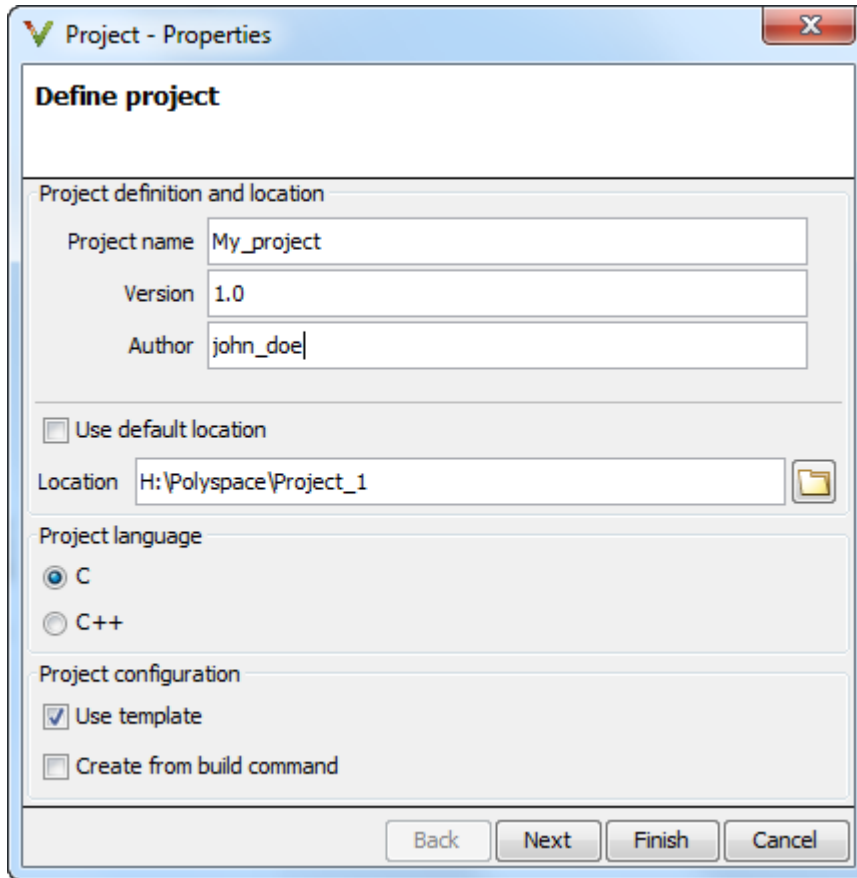 Project - Properties
Define project
Project definition and location
Project name My_project
Version 1.0
Author john_doe
Use default location
Location H:\Polyspace\Project_1
Project language
C
C++
Project configuration
Use template
Create from build command
Back Next Finish Cancel